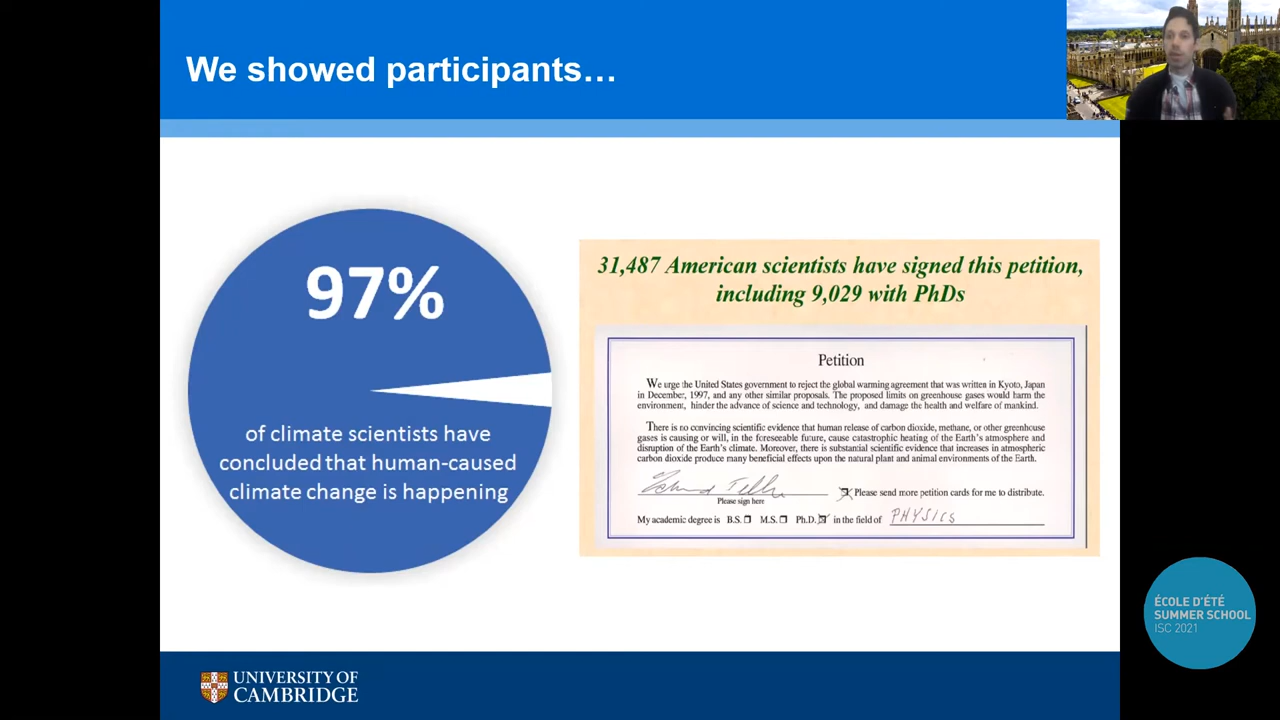 We showed participants…
97%
of climate scientists have
concluded that human-caused
climate change is happening
31,487 American scientists have signed this petition,
including 9,029 with PhDs
Petition
We urge the United States government to reject the global warming agreement that was written in Kyoto, Japan
in December, 1997, and any other similar proposals. The proposed limits on greenhouse gases would harm the
environment, hinder the advance of science and technology, and damage the health and welfare of mankind.
There is no convincing scientific evidence that human release of carbon dioxide, methane, or other greenhouse
gases is causing or will, in the foreseeable future, cause catastrophic heating of the Earth's atmosphere and
disruption of the Earth's climate. Moreover, there is substantial scientific evidence that increases in atmospheric
carbon dioxide produce many beneficial effects upon the natural plant and animal environments of the Earth.
Please sign here
Please send more petition cards for me to distribute.
My academic degree is B.S. M.S. Ph.D. in the field of PHYSICS
UNIVERSITY OF
CAMBRIDGE
ÉCOLE D'ÉTÉ
SUMMER SCHOOL
ISC 2021